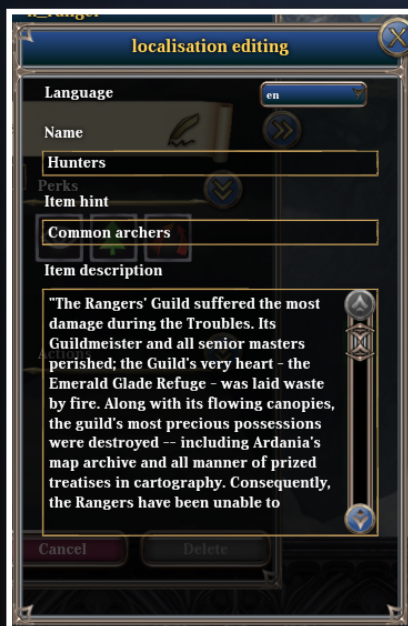 localisation editing
Language
en
Name
Hunters
Perks
Item hint
Common archers
Item description
"The Rangers' Guild suffered the most
damage during the Troubles. Its
Guildmeister and all senior masters
perished; the Guild's very heart - the
Emerald Glade Refuge - was laid waste
by fire. Along with its flowing canopies,
the guild's most precious possessions
were destroyed -- including Ardania's
map archive and all manner of prized
treatises in cartography. Consequently,
the Rangers have been unable to
Actions
Cancel
Delete